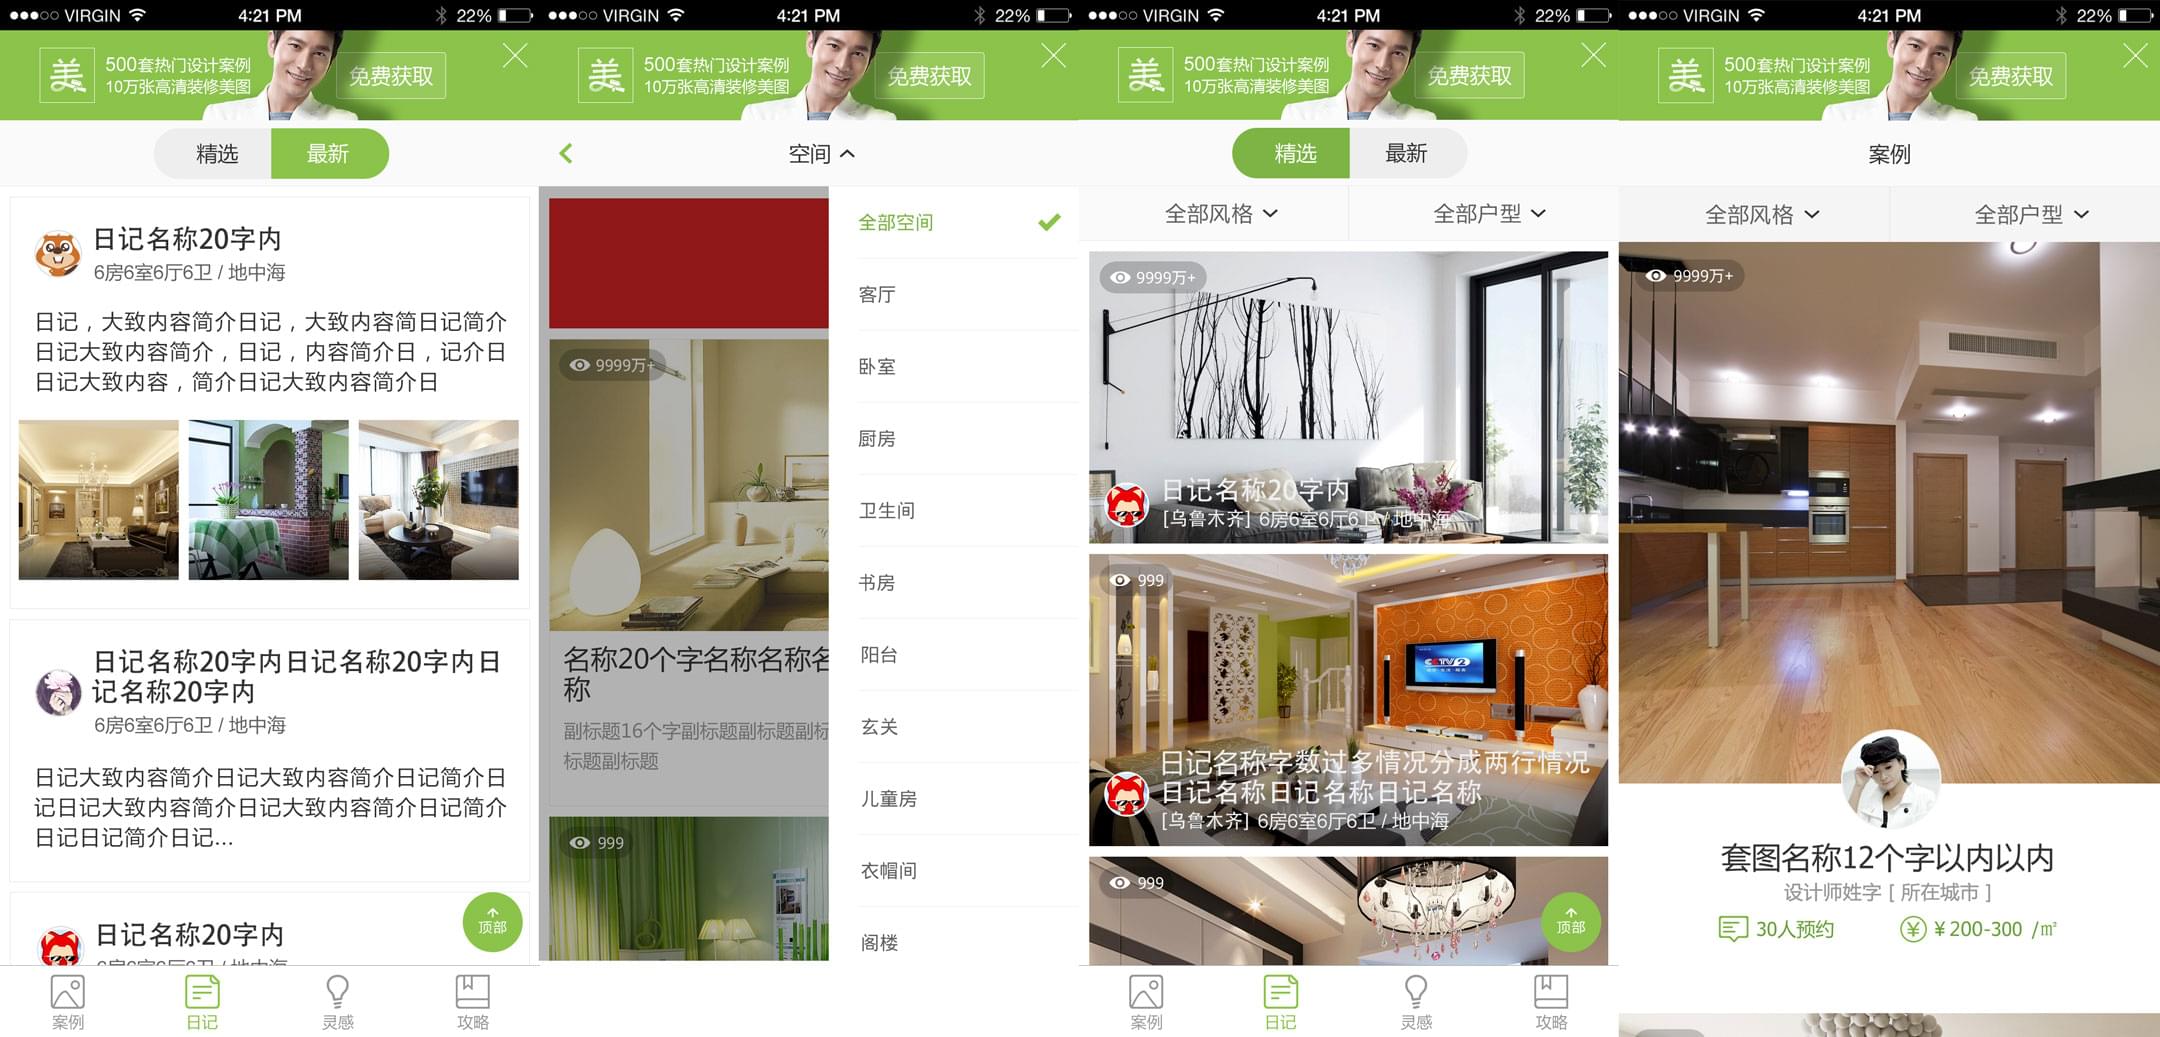 VIRGIN
4:21 PM
22%
美
500套热门设计案例
10万张高清装修美图
免费获取
精选
最新
日记名称20字内
6房6室6厅6卫 / 地中海
日记，大致内容简介日记，大致内容简日记简介
日记大致内容简介，日记，内容简介日，记介日
日记大致内容，简介日记大致内容简介日
日记名称20字内日记名称20字内日
记名称20字内
6房6室6厅6卫 / 地中海
日记大致内容简介日记大致内容简介日记简介日
记日记大致内容简介日记大致内容简介日记简介
日记日记简介日记...
日记名称20字内
6房6室6厅6卫 / 地中海
顶部
案例
日记
灵感
攻略
VIRGIN
4:21 PM
22%
美
500套热门设计案例
10万张高清装修美图
免费获取
空间
9999万+
名称20个字名称名称名
称
副标题16个字副标题副标题副标
标题副标题
999
全部空间
客厅
卧室
厨房
卫生间
书房
阳台
玄关
儿童房
衣帽间
阁楼
VIRGIN
4:21 PM
22%
美
500套热门设计案例
10万张高清装修美图
免费获取
精选
最新
全部风格
全部户型
9999万+
日记名称20字内
[乌鲁木齐] 6房6室6厅6卫 / 地中海
999
CCTV 2
日记名称字数过多情况分成两行情况
日记名称日记名称日记名称
[乌鲁木齐] 6房6室6厅6卫 / 地中海
999
顶部
案例
日记
灵感
攻略
VIRGIN
4:21 PM
22%
美
500套热门设计案例
10万张高清装修美图
免费获取
案例
全部风格
全部户型
9999万+
套图名称12个字以内以内
设计师姓字 [ 所在城市 ]
30人预约
¥ ¥ 200-300 /㎡